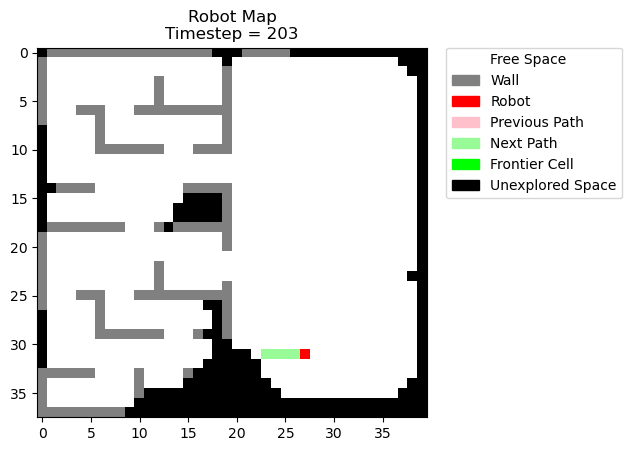 Robot Map
Timestep = 203
0
5
10
15
20
25
30
35
0
5
10
15
20
25
30
35
Free Space
Wall
Robot
Previous Path
Next Path
Frontier Cell
Unexplored Space